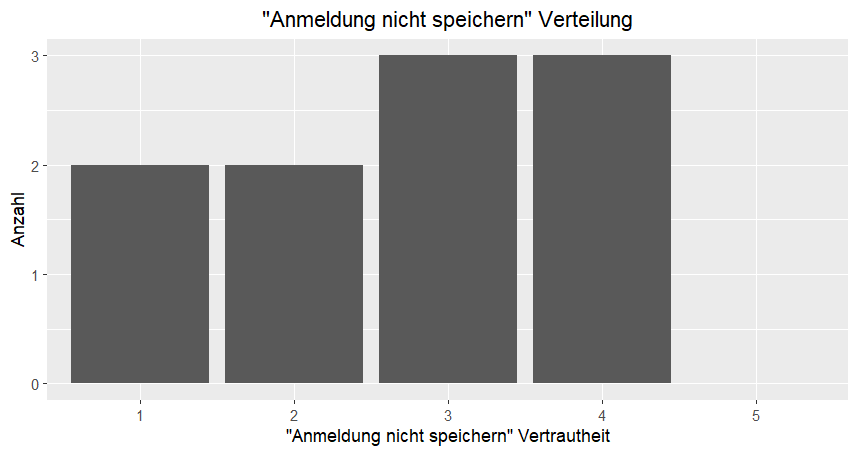 "Anmeldung nicht speichern" Verteilung
Anzahl
3
2
1
0
1 2 3 4 5
"Anmeldung nicht speichern" Vertrautheit